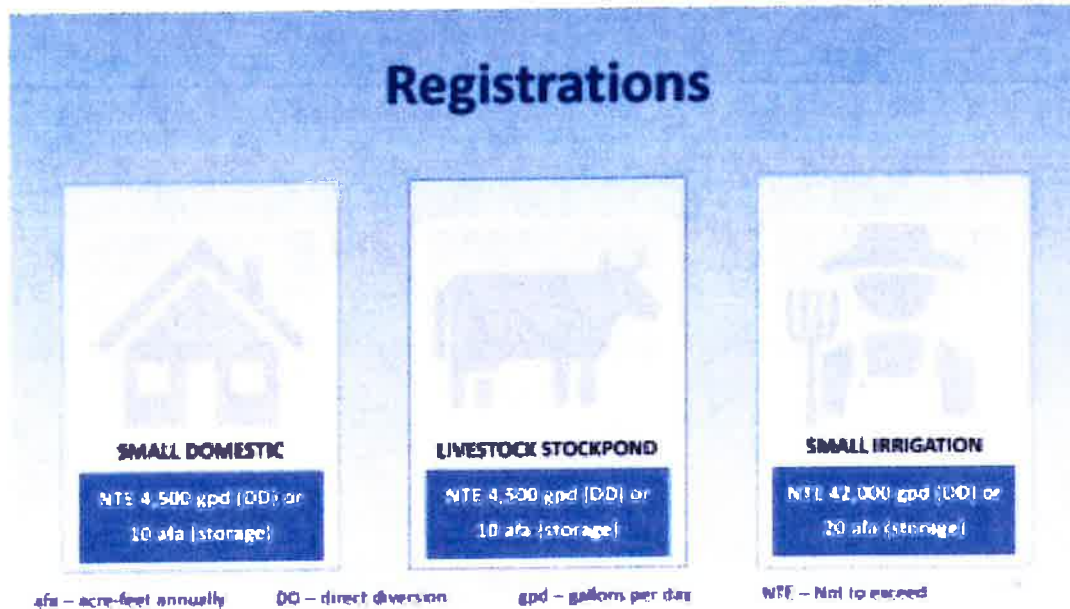 Registrations
SMALL DOMESTIC
NTE 4,500 gpd (DD) or
10 afa (storage)
LIVESTOCK STOCKPOND
NTE 4,500 gpd (DD) or
10 afa (storage)
SMALL IRRIGATION
NTE 42,000 gpd (DD) or
20 afa (storage)
afa – acre-feet annually
DD – direct diversion
gpd – gallons per day
NTE – Not to exceed